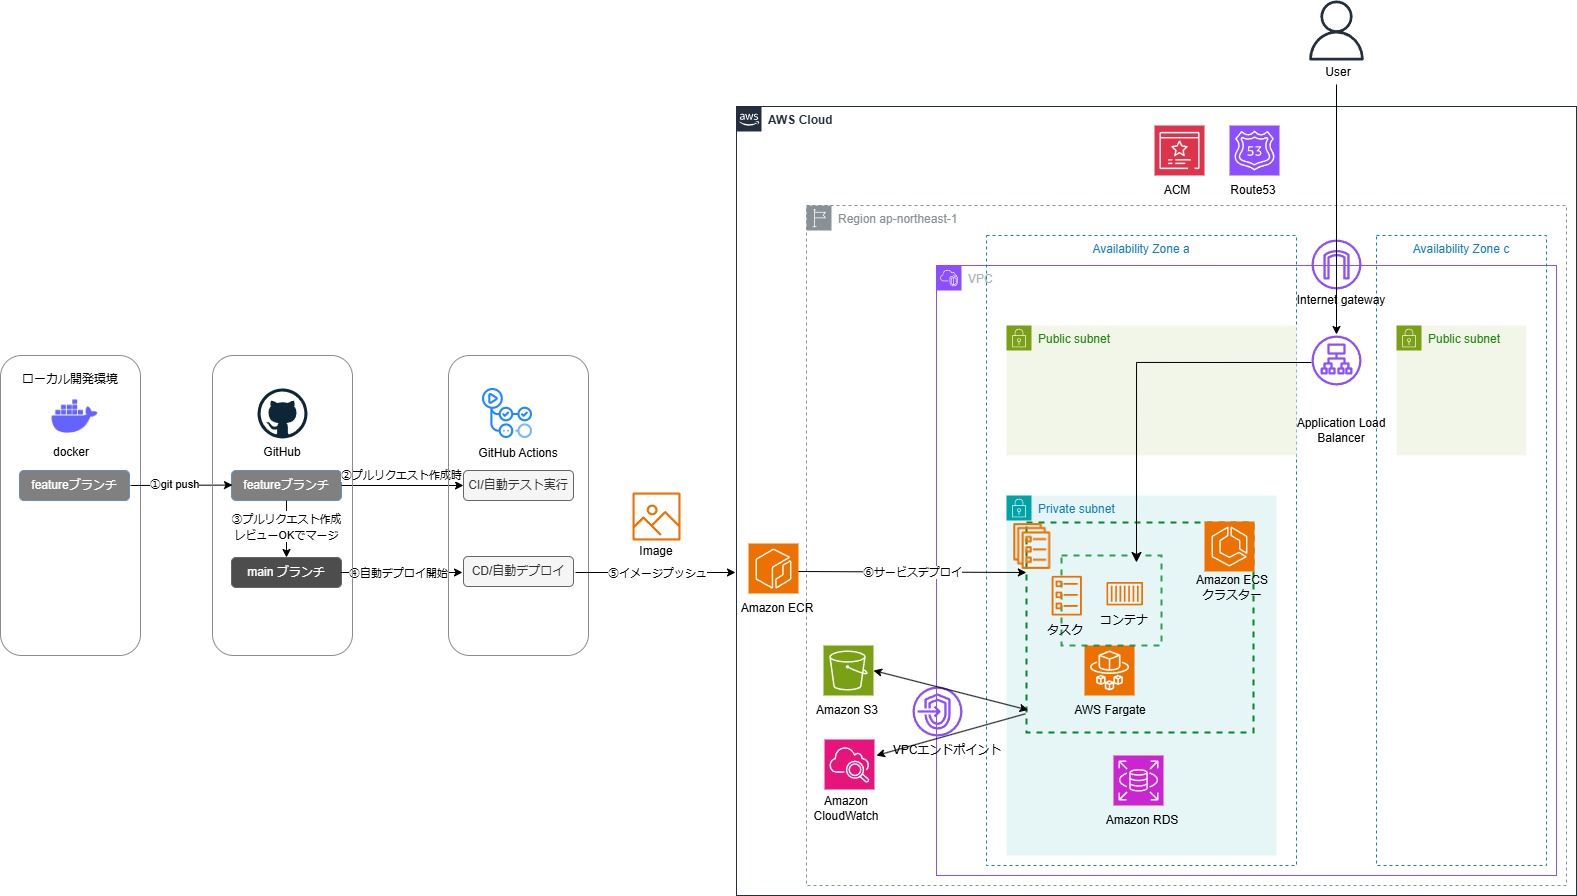 User
aws
AWS Cloud
53
ACM
Route53
Region ap-northeast-1
Availability Zone a
Availability Zone c
VPC
Internet gateway
Public subnet
Public subnet
ローカル開発環境
docker
GitHub
GitHub Actions
Application Load
Balancer
featureブランチ
①git push
featureブランチ
②プルリクエスト作成時
CI/自動テスト実行
③プルリクエスト作成
レビューOKでマージ
main ブランチ
④自動デプロイ開始
CD/自動デプロイ
Image
⑤イメージプッシュ
Amazon ECR
⑥サービスデプロイ
Private subnet
Amazon ECS
クラスター
タスク
コンテナ
AWS Fargate
Amazon S3
VPCエンドポイント
Amazon
CloudWatch
Amazon RDS